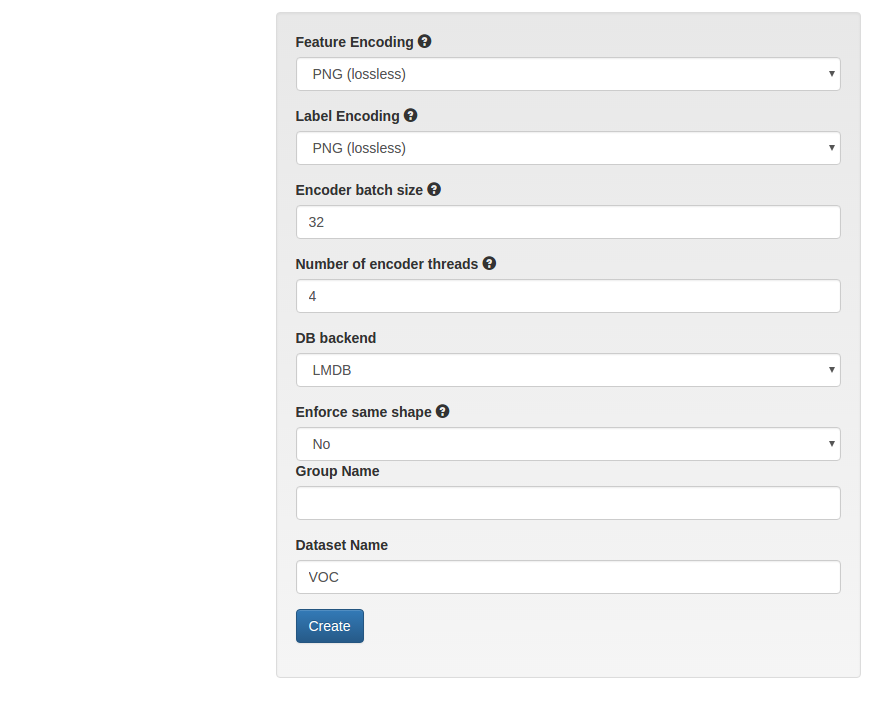 Feature Encoding
PNG (lossless)
Label Encoding
PNG (lossless)
Encoder batch size
32
Number of encoder threads
4
DB backend
LMDB
Enforce same shape
No
Group Name
Dataset Name
VOC
Create